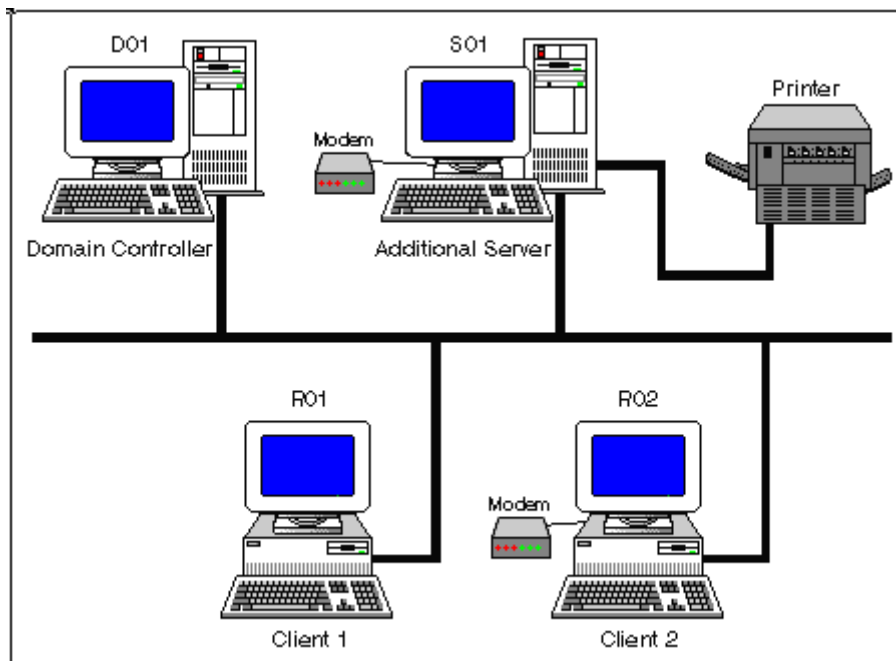 D01
S01
Printer
Modem
Domain Controller
Additional Server
R01
R02
Modem
Client 1
Client 2